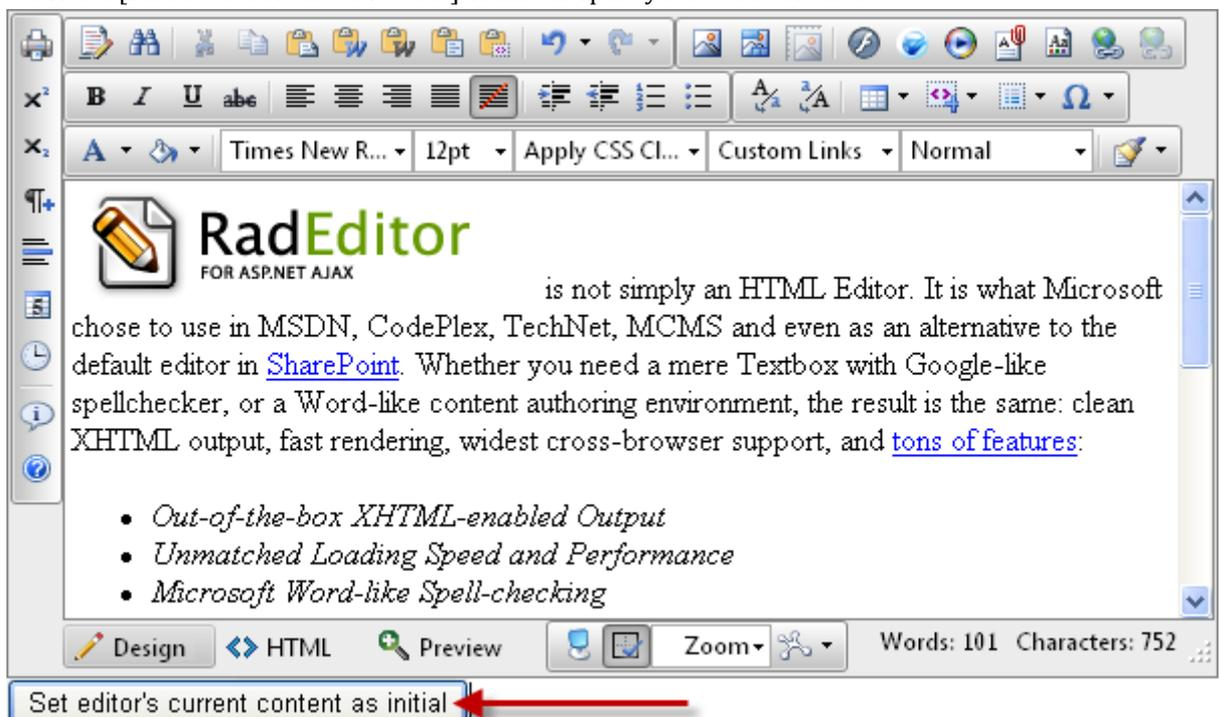 B I U abe
A Times New R... 12pt Apply CSS Cl... Custom Links Normal
RadEditor
FOR ASP.NET AJAX
is not simply an HTML Editor. It is what Microsoft
chose to use in MSDN, CodePlex, TechNet, MCMS and even as an alternative to the
default editor in SharePoint. Whether you need a mere Textbox with Google-like
spellchecker, or a Word-like content authoring environment, the result is the same: clean
XHTML output, fast rendering, widest cross-browser support, and tons of features:
• Out-of-the-box XHTML-enabled Output
• Unmatched Loading Speed and Performance
• Microsoft Word-like Spell-checking
Design HTML Preview Zoom Words: 101 Characters: 752
Set editor's current content as initial